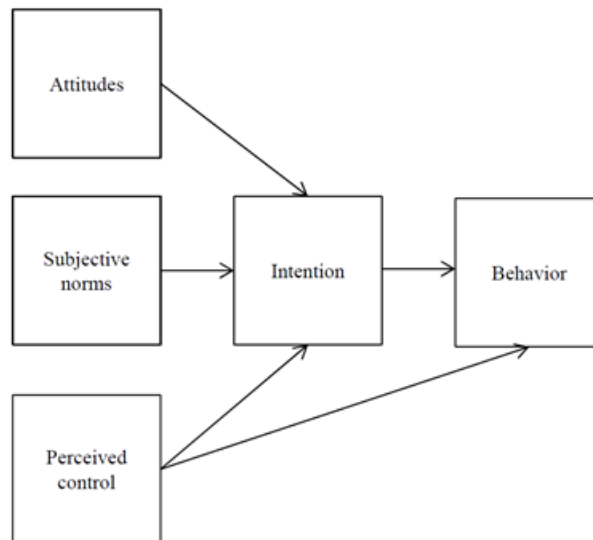 Attitudes
Subjective
norms
Intention
Behavior
Perceived
control